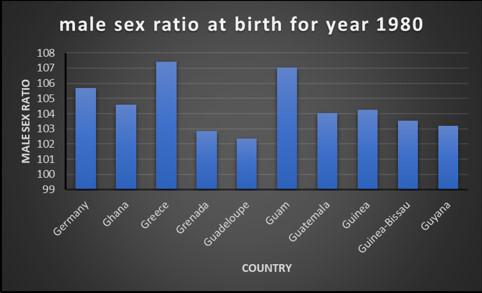 male sex ratio at birth for year 1980
MALE SEX RATIO
108
107
106
105
104
103
102
101
100
99
Germany
Ghana
Greece
Grenada
Guadeloupe
Guam
Guatemala
Guinea
Guinea-Bissau
Guyana
COUNTRY